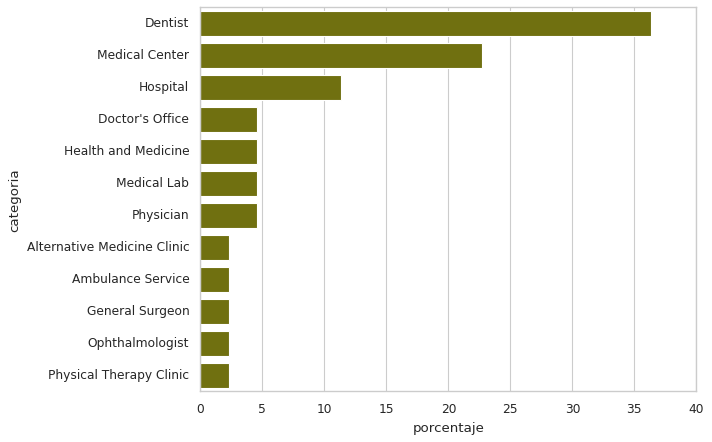 Dentist
Medical Center
Hospital
Doctor's Office
Health and Medicine
Medical Lab
Physician
Alternative Medicine Clinic
Ambulance Service
General Surgeon
Ophthalmologist
Physical Therapy Clinic
categoria
0 5 10 15 20 25 30 35 40
porcentaje